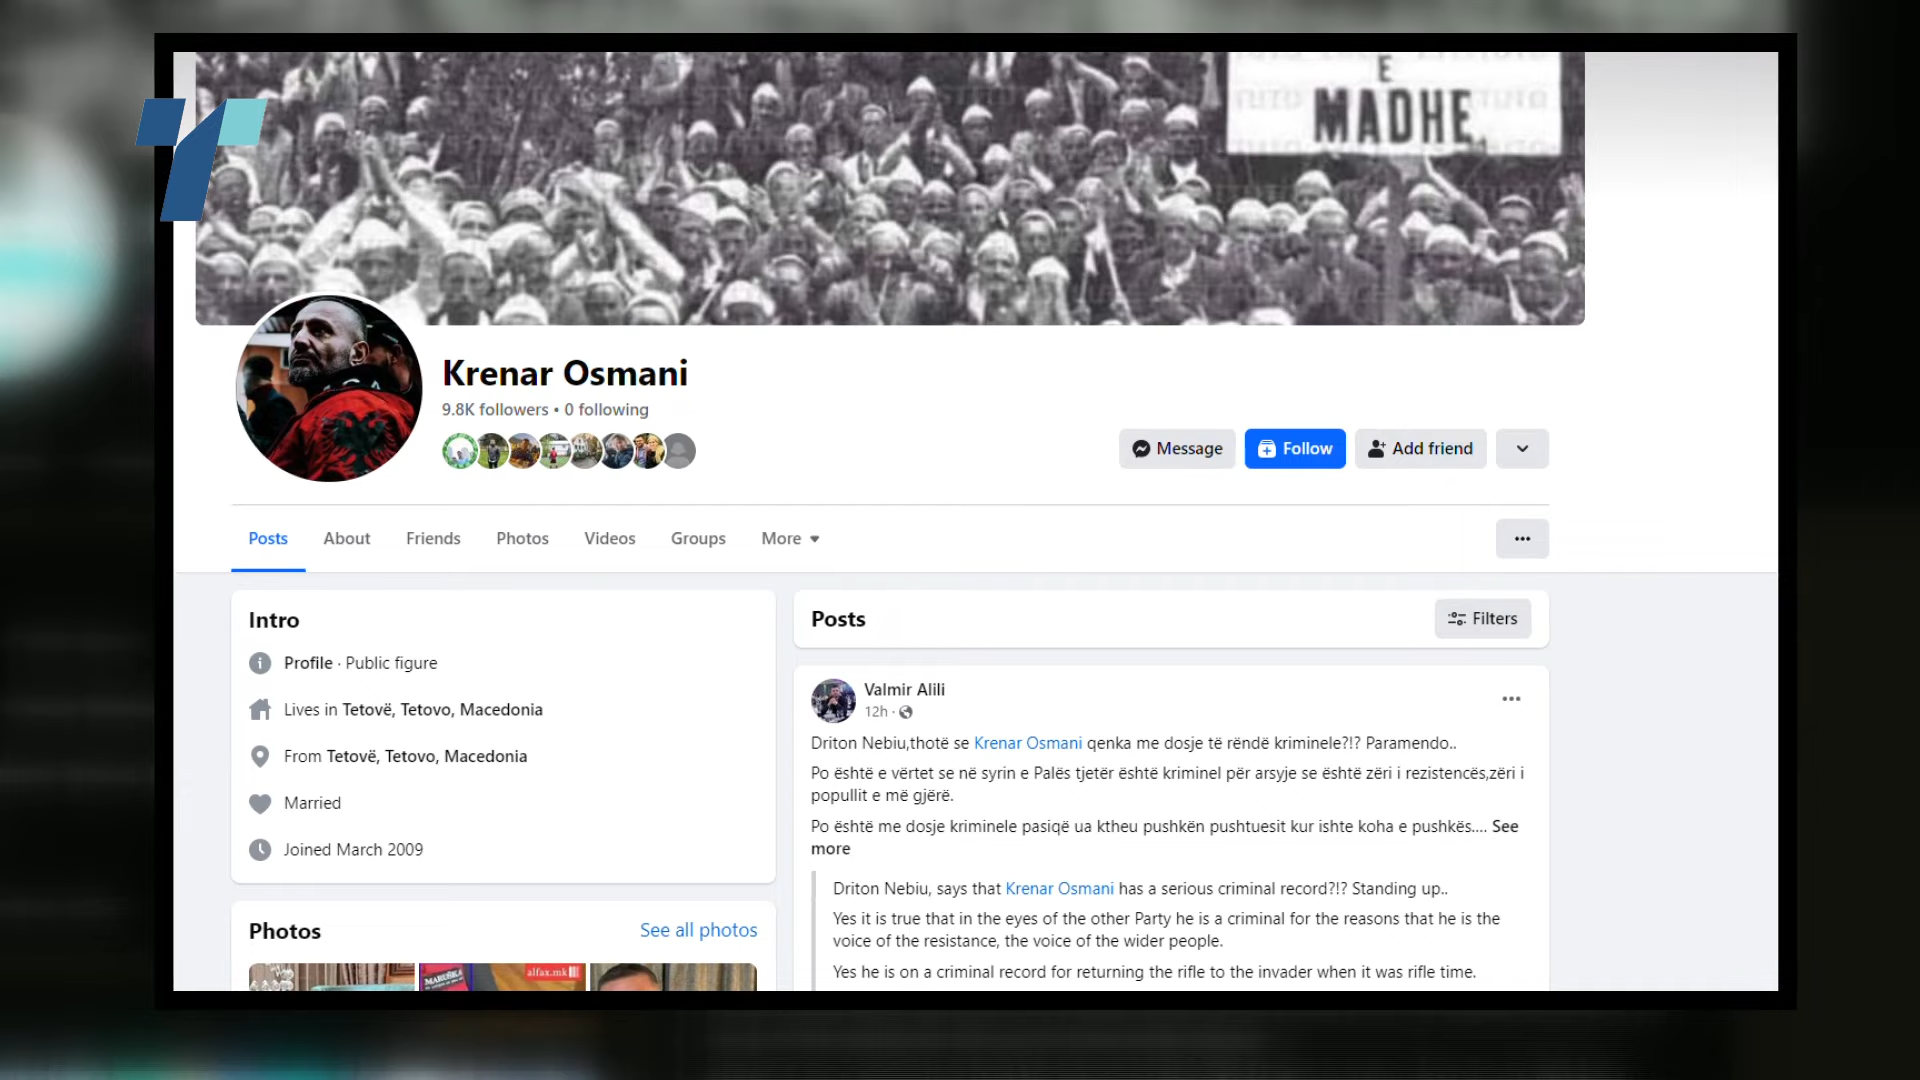 E
MADHE
Krenar Osmani
9.8K followers • 0 following
Message
Follow
Add friend
Posts
About
Friends
Photos
Videos
Groups
More
Intro
Profile · Public figure
Lives in Tetovë, Tetovo, Macedonia
From Tetovë, Tetovo, Macedonia
Married
Joined March 2009
Photos
See all photos
alfax.mk
Posts
Filters
Valmir Alili
12h ·
Driton Nebiu,thotë se Krenar Osmani qenka me dosje të rëndë kriminele?!? Paramendo..
Po është e vërtet se në syrin e Palës tjetër është kriminel për arsyje se është zëri i rezistencës,zëri i
popullit e më gjërë.
Po është me dosje kriminele pasiqë ua ktheu pushkën pushtuesit kur ishte koha e pushkës.... See
more
Driton Nebiu, says that Krenar Osmani has a serious criminal record?!? Standing up..
Yes it is true that in the eyes of the other Party he is a criminal for the reasons that he is the
voice of the resistance, the voice of the wider people.
Yes he is on a criminal record for returning the rifle to the invader when it was rifle time.